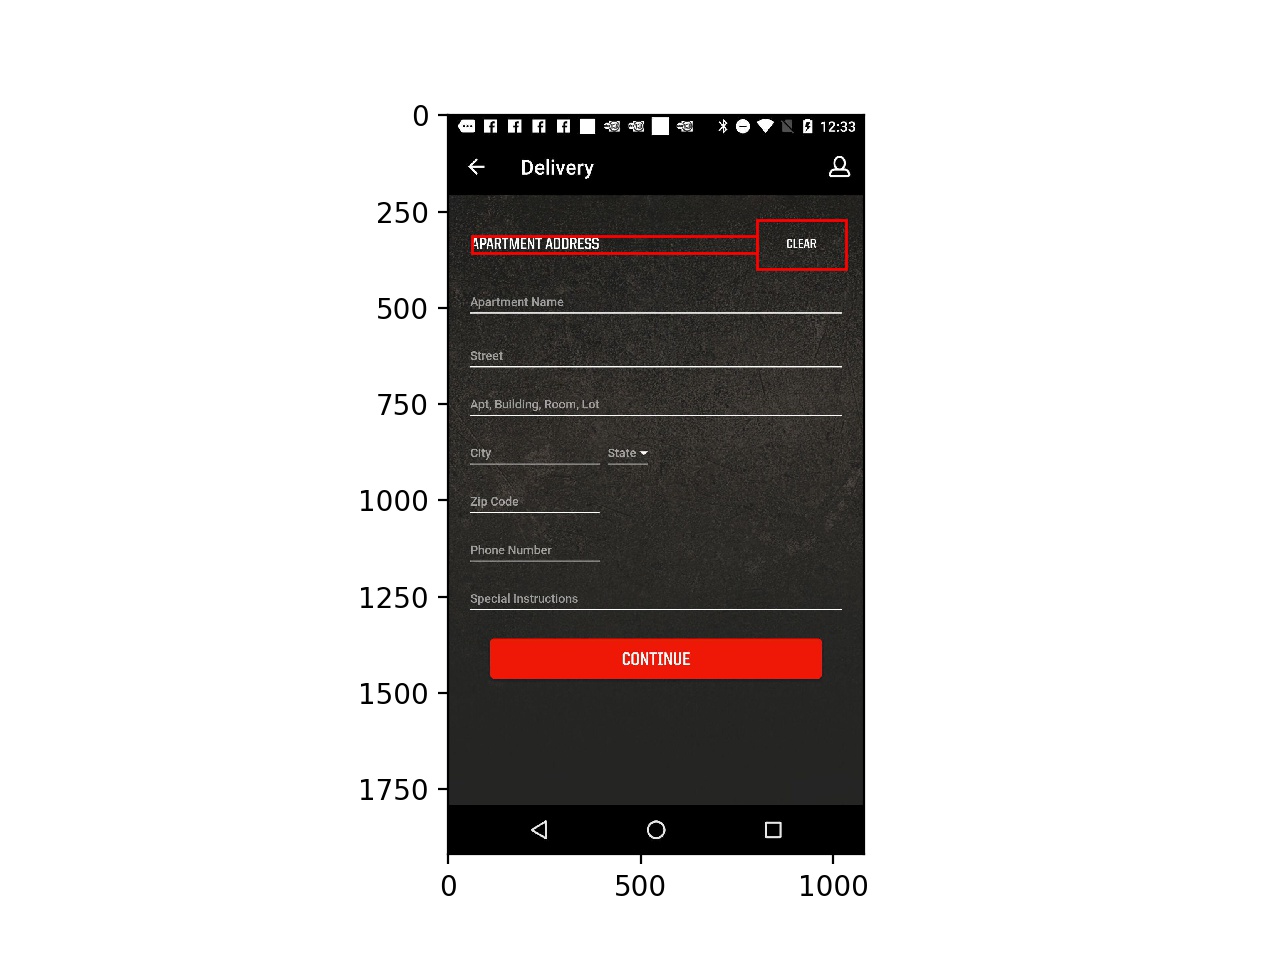 0
250
500
750
1000
1250
1500
1750
12:33
Delivery
APARTMENT ADDRESS CLEAR
Apartment Name
Street
Apt, Building, Room, Lot
City State
Zip Code
Phone Number
Special Instructions
CONTINUE
0 500 1000